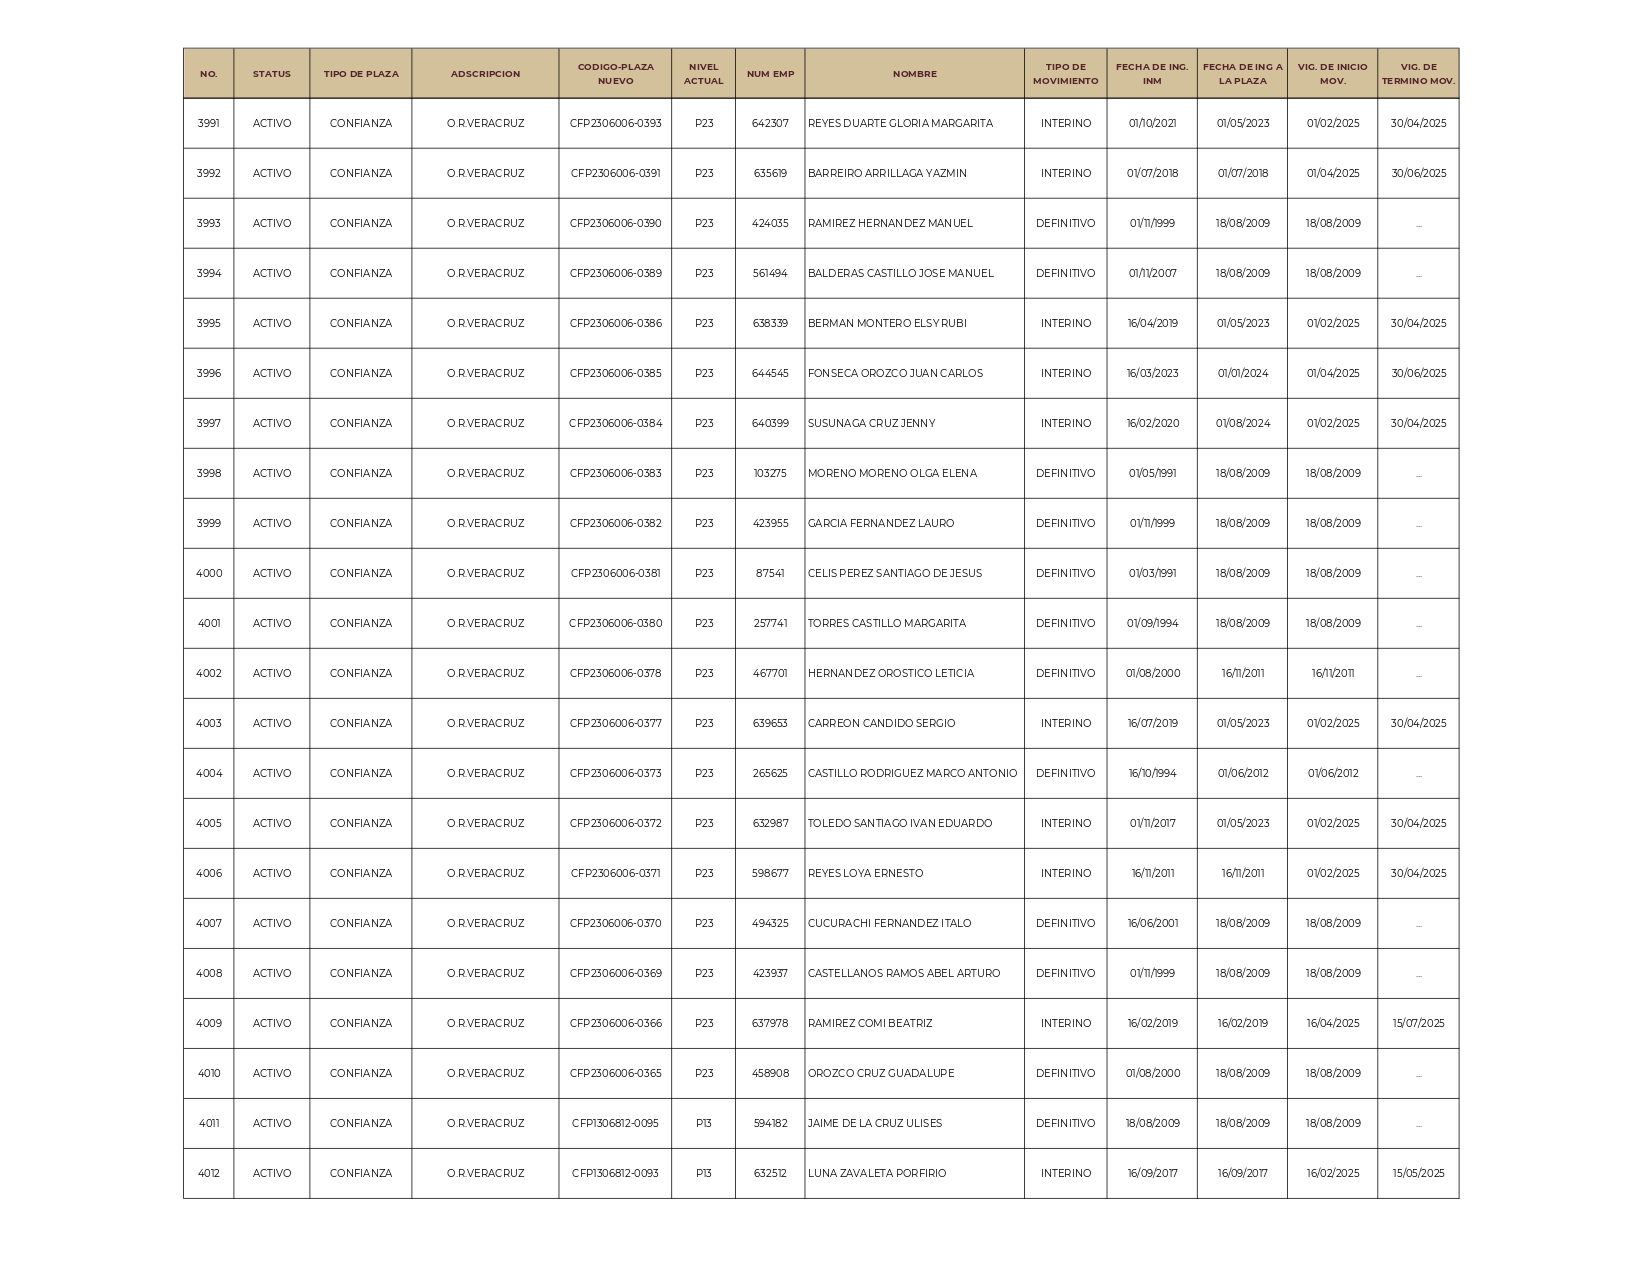 NO. STATUS TIPO DE PLAZA ADSCRIPCION CODIGO-PLAZA NUEVO NIVEL ACTUAL NUM EMP NOMBRE TIPO DE MOVIMIENTO FECHA DE ING. INM FECHA DE ING A LA PLAZA VIG. DE INICIO MOV. VIG. DE TERMINO MOV.
3991 ACTIVO CONFIANZA O.R.VERACRUZ CFP2306006-0393 P23 642307 REYES DUARTE GLORIA MARGARITA INTERINO 01/10/2021 01/05/2023 01/02/2025 30/04/2025
3992 ACTIVO CONFIANZA O.R.VERACRUZ CFP2306006-0391 P23 635619 BARREIRO ARRILLAGA YAZMIN INTERINO 01/07/2018 01/07/2018 01/04/2025 30/06/2025
3993 ACTIVO CONFIANZA O.R.VERACRUZ CFP2306006-0390 P23 424035 RAMIREZ HERNANDEZ MANUEL DEFINITIVO 01/11/1999 18/08/2009 18/08/2009 ...
3994 ACTIVO CONFIANZA O.R.VERACRUZ CFP2306006-0389 P23 561494 BALDERAS CASTILLO JOSE MANUEL DEFINITIVO 01/11/2007 18/08/2009 18/08/2009 ...
3995 ACTIVO CONFIANZA O.R.VERACRUZ CFP2306006-0386 P23 638339 BERMAN MONTERO ELSY RUBI INTERINO 16/04/2019 01/05/2023 01/02/2025 30/04/2025
3996 ACTIVO CONFIANZA O.R.VERACRUZ CFP2306006-0385 P23 644545 FONSECA OROZCO JUAN CARLOS INTERINO 16/03/2023 01/01/2024 01/04/2025 30/06/2025
3997 ACTIVO CONFIANZA O.R.VERACRUZ CFP2306006-0384 P23 640399 SUSUNAGA CRUZ JENNY INTERINO 16/02/2020 01/08/2024 01/02/2025 30/04/2025
3998 ACTIVO CONFIANZA O.R.VERACRUZ CFP2306006-0383 P23 103275 MORENO MORENO OLGA ELENA DEFINITIVO 01/05/1991 18/08/2009 18/08/2009 ...
3999 ACTIVO CONFIANZA O.R.VERACRUZ CFP2306006-0382 P23 423955 GARCIA FERNANDEZ LAURO DEFINITIVO 01/11/1999 18/08/2009 18/08/2009 ...
4000 ACTIVO CONFIANZA O.R.VERACRUZ CFP2306006-0381 P23 87541 CELIS PEREZ SANTIAGO DE JESUS DEFINITIVO 01/03/1991 18/08/2009 18/08/2009 ...
4001 ACTIVO CONFIANZA O.R.VERACRUZ CFP2306006-0380 P23 257741 TORRES CASTILLO MARGARITA DEFINITIVO 01/09/1994 18/08/2009 18/08/2009 ...
4002 ACTIVO CONFIANZA O.R.VERACRUZ CFP2306006-0378 P23 467701 HERNANDEZ OROSTICO LETICIA DEFINITIVO 01/08/2000 16/11/2011 16/11/2011 ...
4003 ACTIVO CONFIANZA O.R.VERACRUZ CFP2306006-0377 P23 639653 CARREON CANDIDO SERGIO INTERINO 16/07/2019 01/05/2023 01/02/2025 30/04/2025
4004 ACTIVO CONFIANZA O.R.VERACRUZ CFP2306006-0373 P23 265625 CASTILLO RODRIGUEZ MARCO ANTONIO DEFINITIVO 16/10/1994 01/06/2012 01/06/2012 ...
4005 ACTIVO CONFIANZA O.R.VERACRUZ CFP2306006-0372 P23 632987 TOLEDO SANTIAGO IVAN EDUARDO INTERINO 01/11/2017 01/05/2023 01/02/2025 30/04/2025
4006 ACTIVO CONFIANZA O.R.VERACRUZ CFP2306006-0371 P23 598677 REYES LOYA ERNESTO INTERINO 16/11/2011 16/11/2011 01/02/2025 30/04/2025
4007 ACTIVO CONFIANZA O.R.VERACRUZ CFP2306006-0370 P23 494325 CUCURACHI FERNANDEZ ITALO DEFINITIVO 16/06/2001 18/08/2009 18/08/2009 ...
4008 ACTIVO CONFIANZA O.R.VERACRUZ CFP2306006-0369 P23 423937 CASTELLANOS RAMOS ABEL ARTURO DEFINITIVO 01/11/1999 18/08/2009 18/08/2009 ...
4009 ACTIVO CONFIANZA O.R.VERACRUZ CFP2306006-0366 P23 637978 RAMIREZ COMI BEATRIZ INTERINO 16/02/2019 16/02/2019 16/04/2025 15/07/2025
4010 ACTIVO CONFIANZA O.R.VERACRUZ CFP2306006-0365 P23 458908 OROZCO CRUZ GUADALUPE DEFINITIVO 01/08/2000 18/08/2009 18/08/2009 ...
4011 ACTIVO CONFIANZA O.R.VERACRUZ CFP1306812-0095 P13 594182 JAIME DE LA CRUZ ULISES DEFINITIVO 18/08/2009 18/08/2009 18/08/2009 ...
4012 ACTIVO CONFIANZA O.R.VERACRUZ CFP1306812-0093 P13 632512 LUNA ZAVALETA PORFIRIO INTERINO 16/09/2017 16/09/2017 16/02/2025 15/05/2025